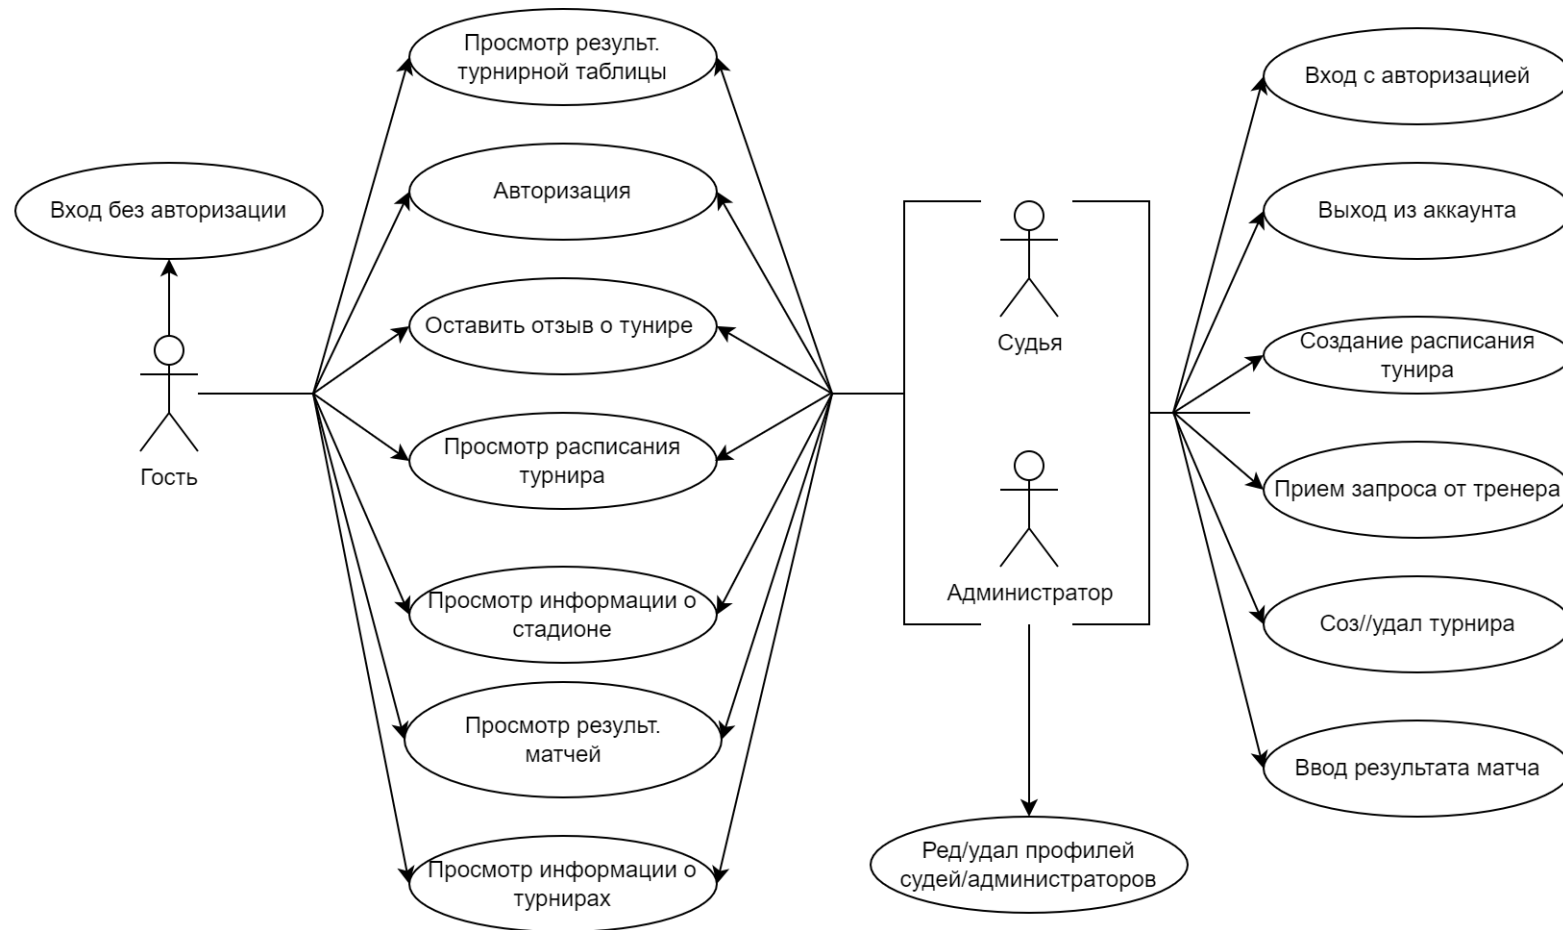 Просмотр результ.
турнирной таблицы
Вход с авторизацией
Авторизация
Вход без авторизации
Выход из аккаунта
Оставить отзыв о тунире
Судья
Создание расписания
тунира
Гость
Просмотр расписания
турнира
Прием запроса от тренера
Администратор
Просмотр информации о
стадионе
Соз//удал турнира
Просмотр результ.
матчей
Ввод результата матча
Просмотр информации о
турнирах
Ред/удал профилей
судей/администраторов